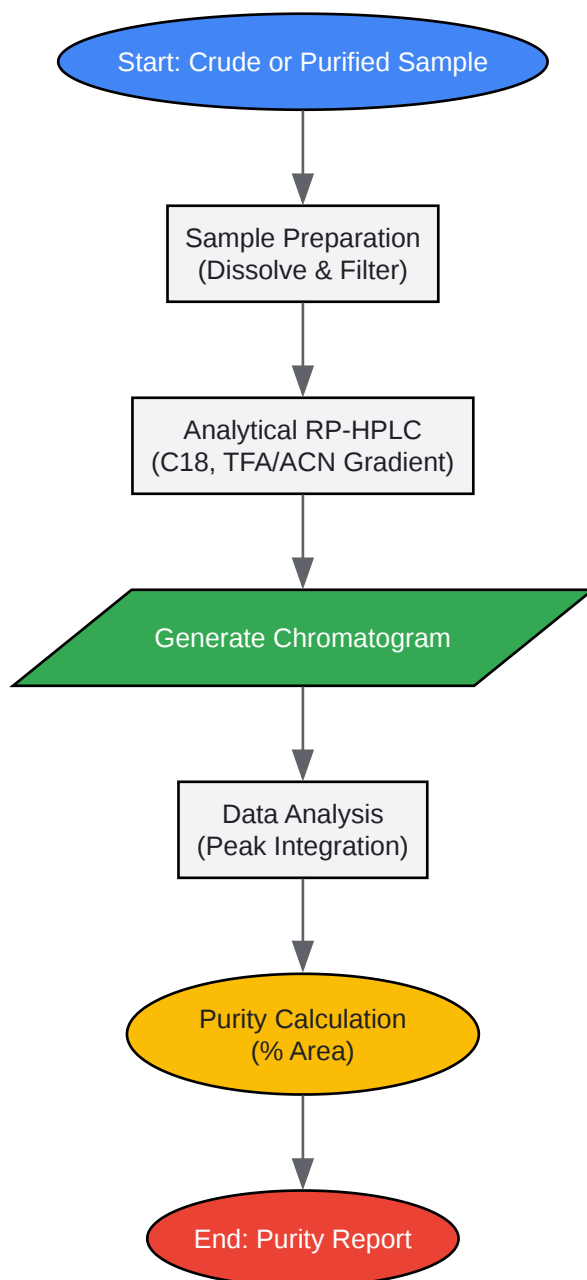 Start: Crude or Purified Sample
Sample Preparation
(Dissolve & Filter)
Analytical RP-HPLC
(C18, TFA/ACN Gradient)
Generate Chromatogram
Data Analysis
(Peak Integration)
Purity Calculation
(% Area)
End: Purity Report